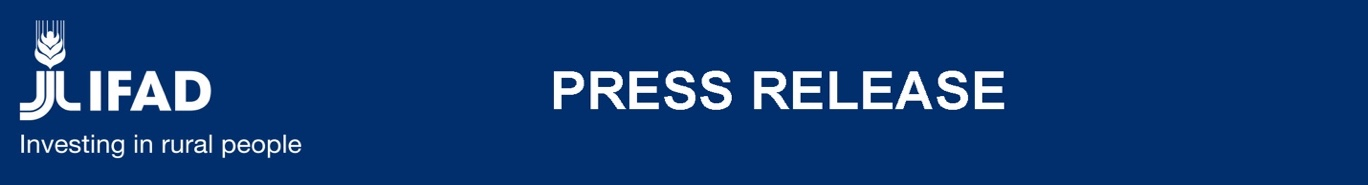 IFAD
Investing in rural people
PRESS RELEASE